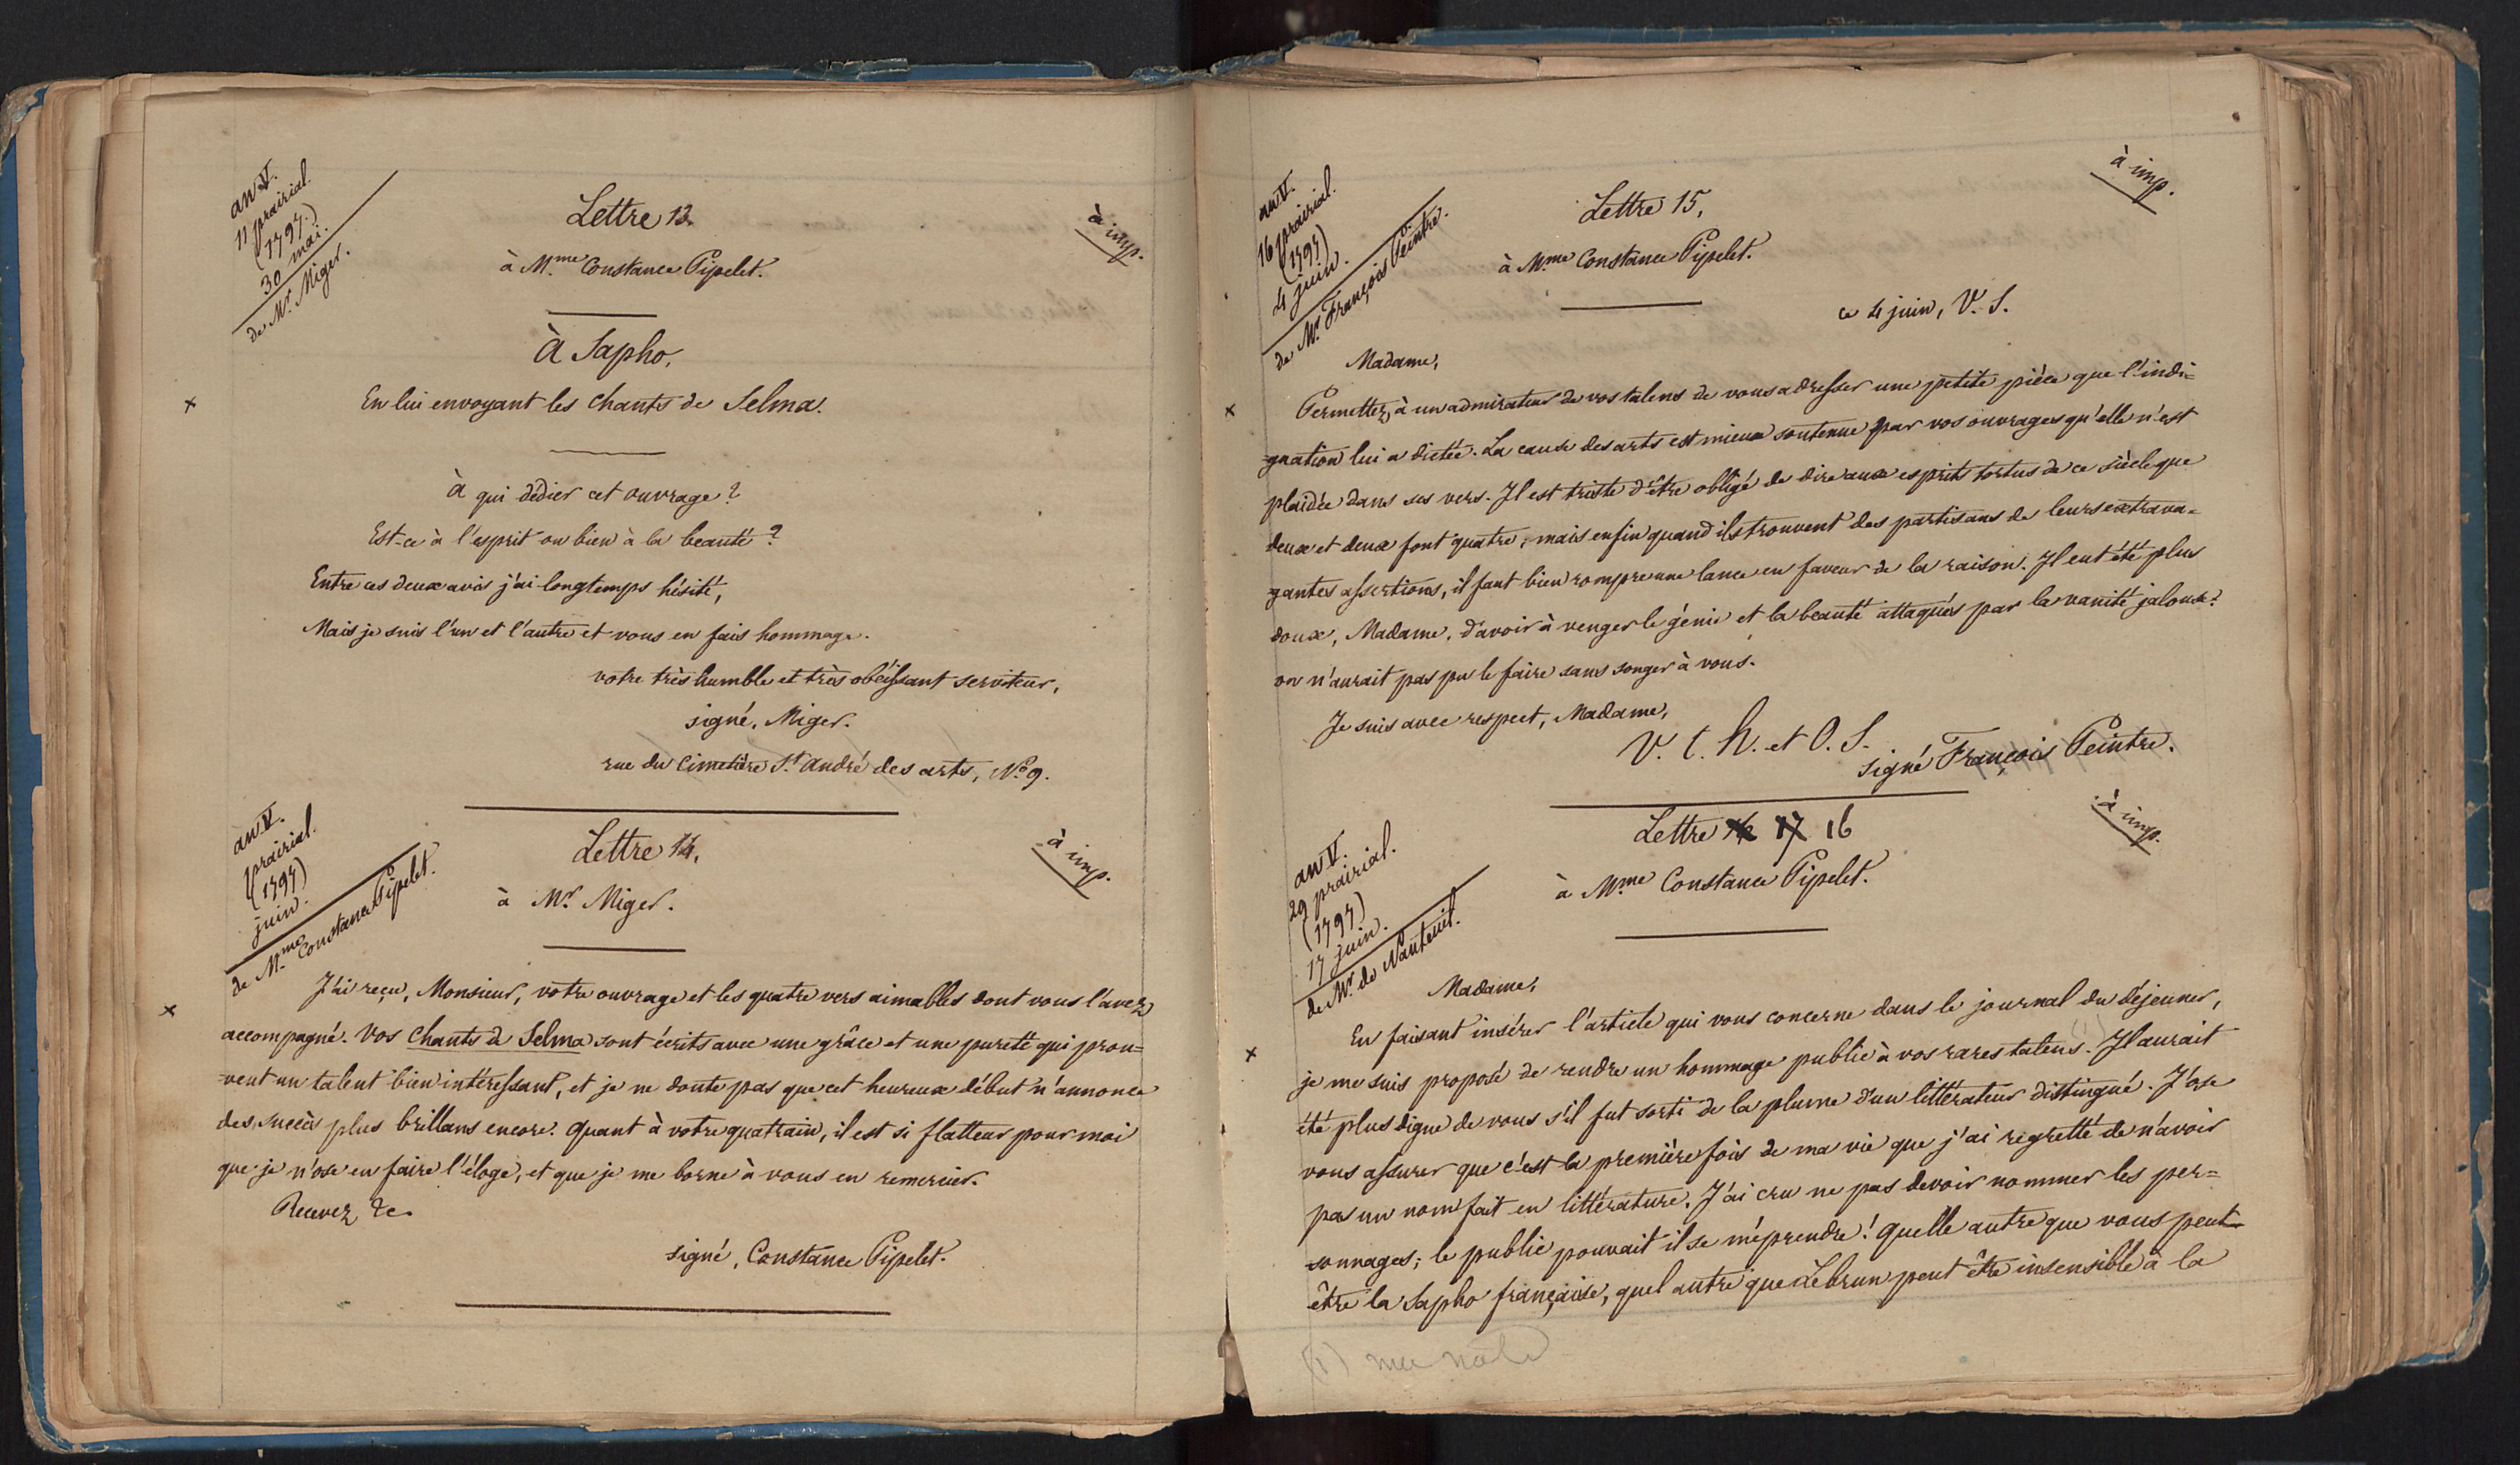 an V.
11 prairial.
(1797.)
30 mai.
de Mr. Miger.
Lettre 13.
à imp.
à Mme Constance Pipelet.
À Sapho,
En lui envoyant les chants de Selma.
à qui dédier cet ouvrage?
Est-ce à l'esprit ou bien à la beauté?
Entre ces deux avis j'ai longtemps hésité,
Mais je suis l'un et l'autre et vous en fais hommage.
votre très humble et très obéissant serviteur,
signé, Miger.
rue du Cimetière St André des arts, No 9.
an V.
prairial.
(1797)
juin.
de Mme Constance Pipelet.
Lettre 14.
à imp.
à Mr. Miger.
J'ai reçu, Monsieur, votre ouvrage et les quatre vers aimables dont vous l'avez
accompagné. Vos Chants de Selma sont écrits avec une grâce et une pureté qui prou=
=vent un talent bien intéressant, et je ne doute pas que cet heureux début n'annonce
des succès plus brillans encore. Quant à votre quatrain, il est si flatteur pour moi
que je n'ose en faire l'éloge, et que je me borne à vous en remercier.
Recevez &c.
signé, Constance Pipelet.
an V.
16 prairial.
(1797)
4 juin.
de Mr. François Peintre.
Lettre 15,
à imp.
à Mme Constance Pipelet.
ce 4 juin, V. S.
Madame,
Permettez à un admirateur de vos talens de vous adresser une petite pièce que l'indi=
gnation lui a dictée. La cause des arts est mieux soutenue par vos ouvrages qu'elle n'est
plaidée dans ses vers. Il est triste d'être obligé de dire aux esprits tortus de ce siècle que
deux et deux font quatre, mais enfin quand ils trouvent des partisans de leurs extrava=
gantes assertions, il faut bien rompre une lance en faveur de la raison. Il eut été plus
doux, Madame, d'avoir à venger le génie et la beauté attaqués par la vanité jalouse?
on n'aurait pas pu le faire sans songer à vous.
Je suis avec respect, Madame,
V. t. h. et O. S.
signé François Peintre.
an V.
29 prairial.
(1797)
17 juin.
de Mr. de Nanteuil.
Lettre 17 16
à imp.
à Mme Constance Pipelet.
Madame,
En faisant insérer l'article qui vous concerne dans le journal du déjeuner,
je me suis proposé de rendre un hommage public à vos rares talens. (1) Il aurait
été plus digne de vous s'il fut sorti de la plume d'un littérateur distingué. J'ose
vous assurer que c'est la première fois de ma vie que j'ai regretté de n'avoir
pas un nom fait en littérature. J'ai cru ne pas devoir nommer les per=
sonnages; le public pouvait il se méprendre! Quelle autre que vous peut
être la Sapho française, quel autre que Lebrun peut être insensible à la
(1) ma note